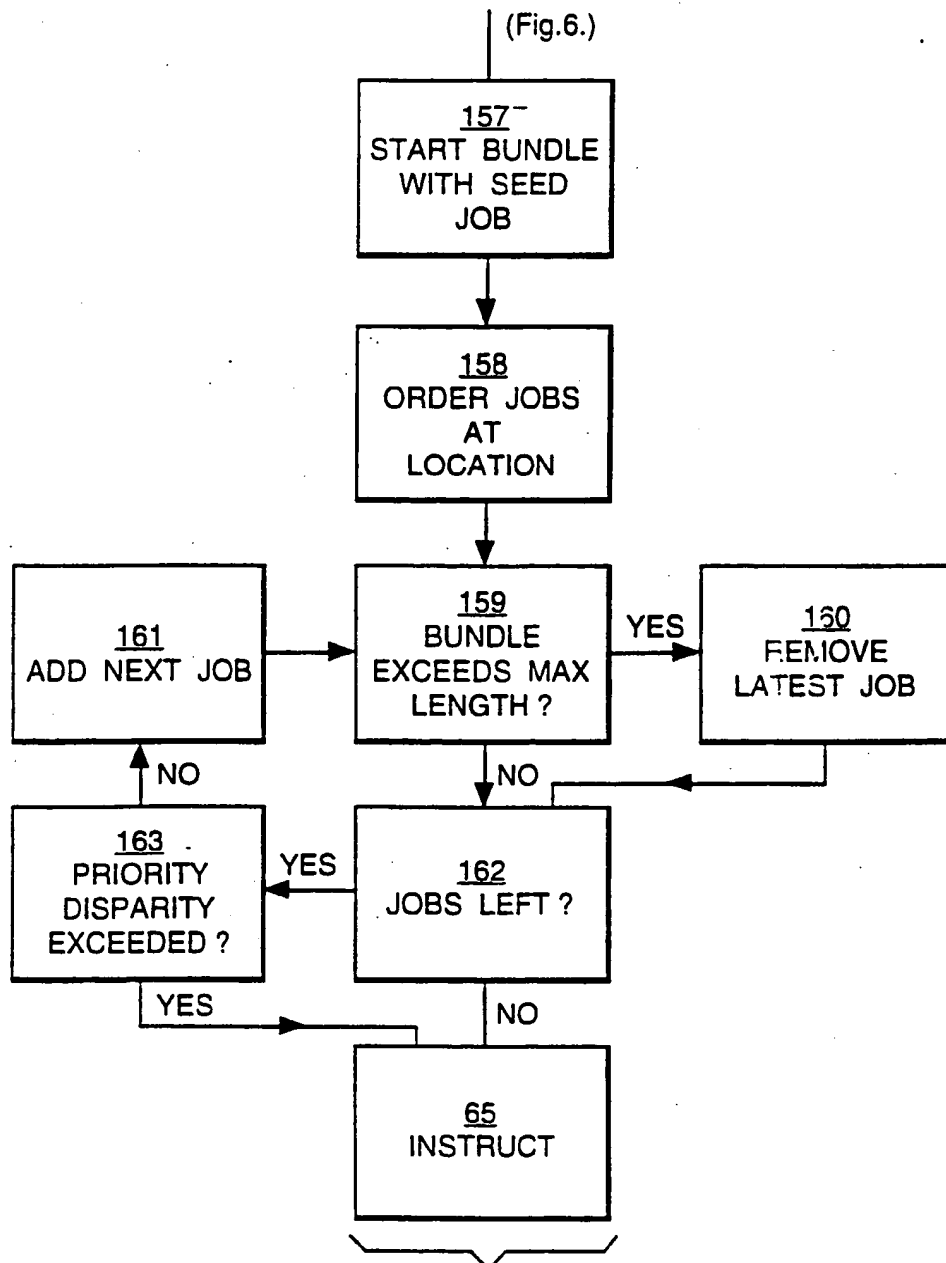 (Fig.6.)
157
START BUNDLE
WITH SEED
JOB
158
ORDER JOBS
AT
LOCATION
161
ADD NEXT JOB
159
BUNDLE
EXCEEDS MAX
LENGTH ?
YES
160
REMOVE
LATEST JOB
NO
NO
163
PRIORITY
DISPARITY
EXCEEDED ?
YES
162
JOBS LEFT ?
YES
NO
65
INSTRUCT